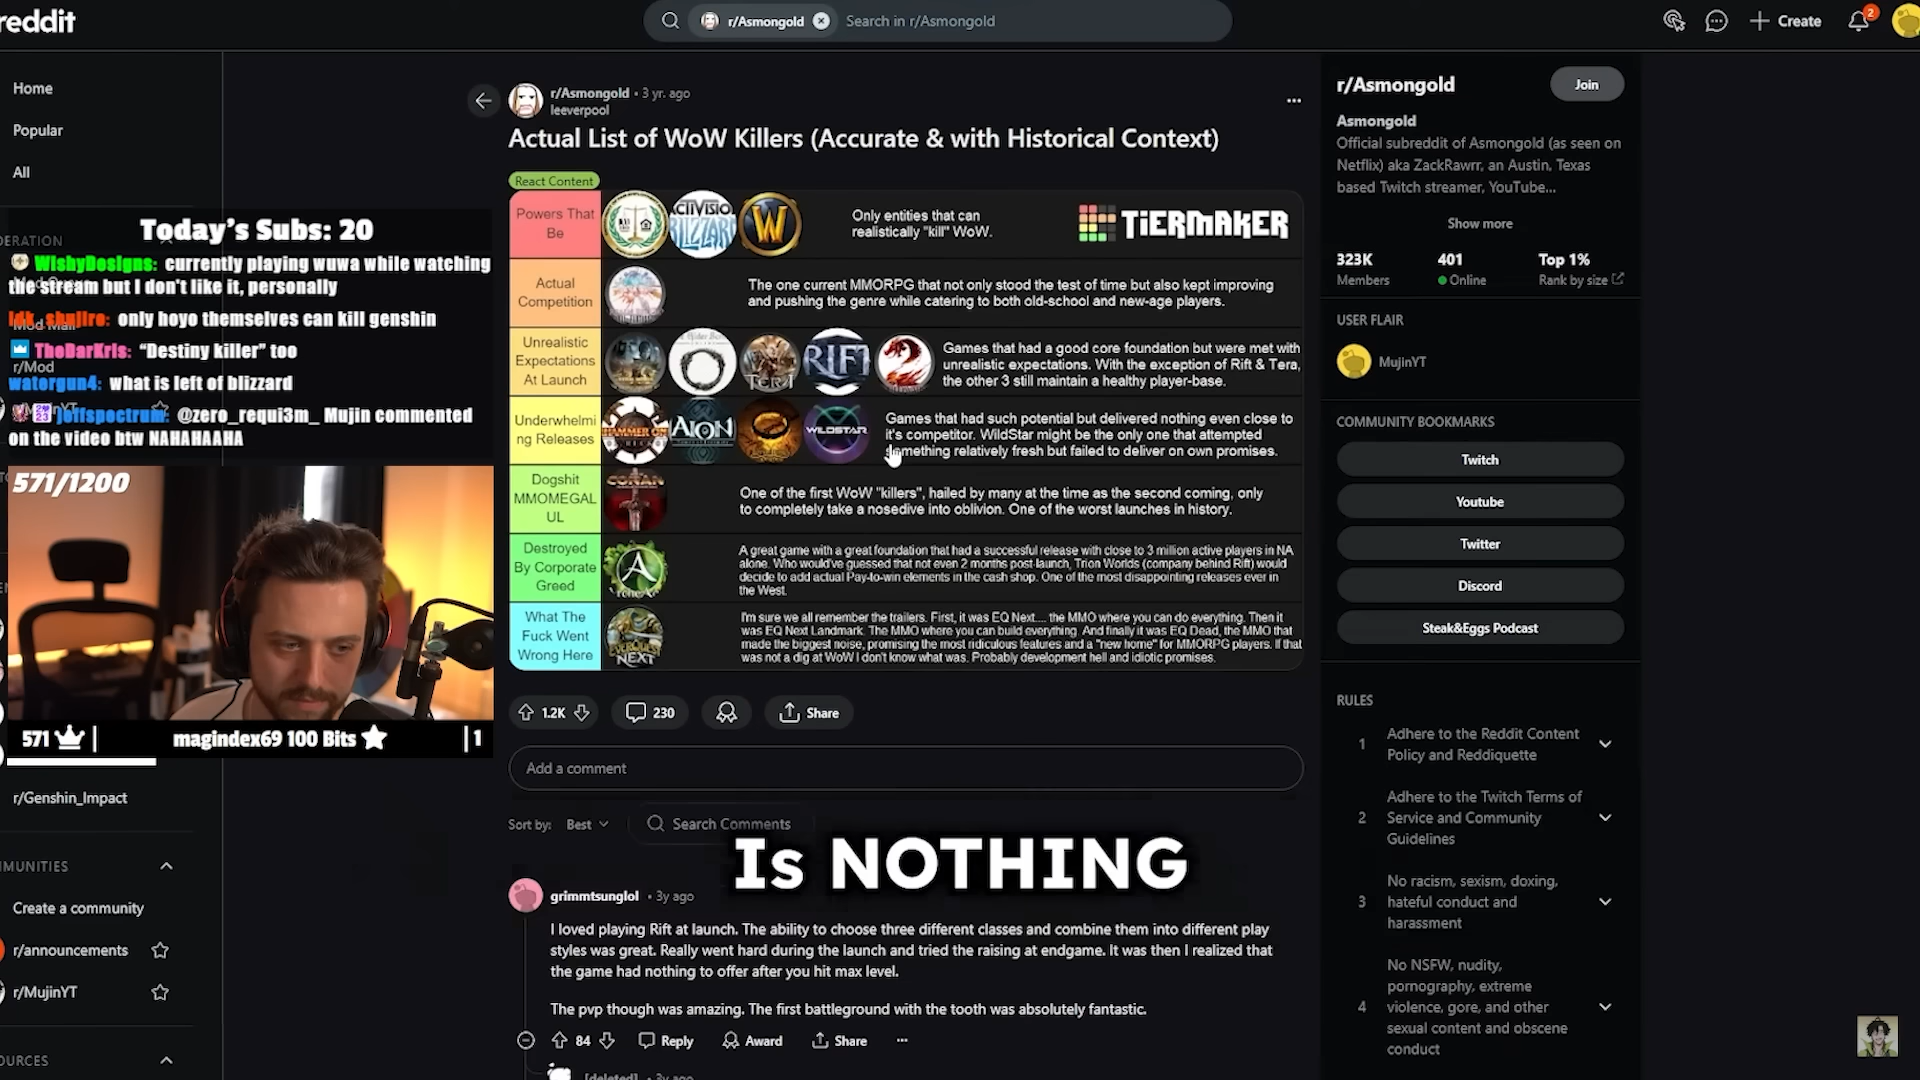 reddit
r/Asmongold
Search in r/Asmongold
Create
2
Home
Popular
All
Today's Subs: 20
WishyDesigns: currently playing wuwa while watching
the stream but I don't like it, personally
only hoyo themselves can kill genshin
TheDarKris: "Destiny killer" too
r/Mod
watergun4: what is left of blizzard
joffspectrum: @zero_requi3m_ Mujin commented
on the video btw NAHAHAAHA
571/1200
571
magindex69 100 Bits
1
r/Genshin_Impact
MMUNITIES
Create a community
r/announcements
r/MujinYT
OURCES
r/Asmongold • 3 yr. ago
leeverpool
Actual List of WoW Killers (Accurate & with Historical Context)
React Content
Powers That
Be
ACTIVISION
BLIZZARD
W
Only entities that can
realistically "kill" WoW.
TiERMAKER
Actual
Competition
The one current MMORPG that not only stood the test of time but also kept improving
and pushing the genre while catering to both old-school and new-age players.
Unrealistic
Expectations
At Launch
TERA
RIFT
2
Games that had a good core foundation but were met with
unrealistic expectations. With the exception of Rift & Tera,
the other 3 still maintain a healthy player-base.
Underwhelmi
ng Releases
HAMMER ON
AION
WILDSTAR
Games that had such potential but delivered nothing even close to
it's competitor. WildStar might be the only one that attempted
something relatively fresh but failed to deliver on own promises.
Dogshit
MMOMEGAL
UL
CONAN
One of the first WoW "killers", hailed by many at the time as the second coming, only
to completely take a nosedive into oblivion. One of the worst launches in history.
Destroyed
By Corporate
Greed
A
A great game with a great foundation that had a successful release with close to 3 million active players in NA
alone. Who would've guessed that not even 2 months post-launch, Trion Worlds (company behind Rift) would
decide to add actual Pay-to-win elements in the cash shop. One of the most disappointing releases ever in
the West.
What The
Fuck Went
Wrong Here
EVERQUEST
NEXT
I'm sure we all remember the trailers. First, it was EQ Next.... the MMO where you can do everything. Then it
was EQ Next Landmark. The MMO where you can build everything. And finally it was EQ Dead, the MMO that
made the biggest noise, promising the most ridiculous features and a "new home" for MMORPG players. If that
was not a dig at WoW I don't know what was. Probably development hell and idiotic promises.
1.2K
230
Share
Add a comment
Sort by: Best
Search Comments
Is NOTHING
grimmtsunglol • 3y ago
I loved playing Rift at launch. The ability to choose three different classes and combine them into different play
styles was great. Really went hard during the launch and tried the raising at endgame. It was then I realized that
the game had nothing to offer after you hit max level.
The pvp though was amazing. The first battleground with the tooth was absolutely fantastic.
84
Reply
Award
Share
[deleted] • 3y ago
r/Asmongold
Join
Asmongold
Official subreddit of Asmongold (as seen on
Netflix) aka ZackRawrr, an Austin, Texas
based Twitch streamer, YouTube...
Show more
323K
401
Top 1%
Members
Online
Rank by size
USER FLAIR
MujinYT
COMMUNITY BOOKMARKS
Twitch
Youtube
Twitter
Discord
Steak&Eggs Podcast
RULES
1
Adhere to the Reddit Content
Policy and Reddiquette
2
Adhere to the Twitch Terms of
Service and Community
Guidelines
3
No racism, sexism, doxing,
hateful conduct and
harassment
4
No NSFW, nudity,
pornography, extreme
violence, gore, and other
sexual content and obscene
conduct